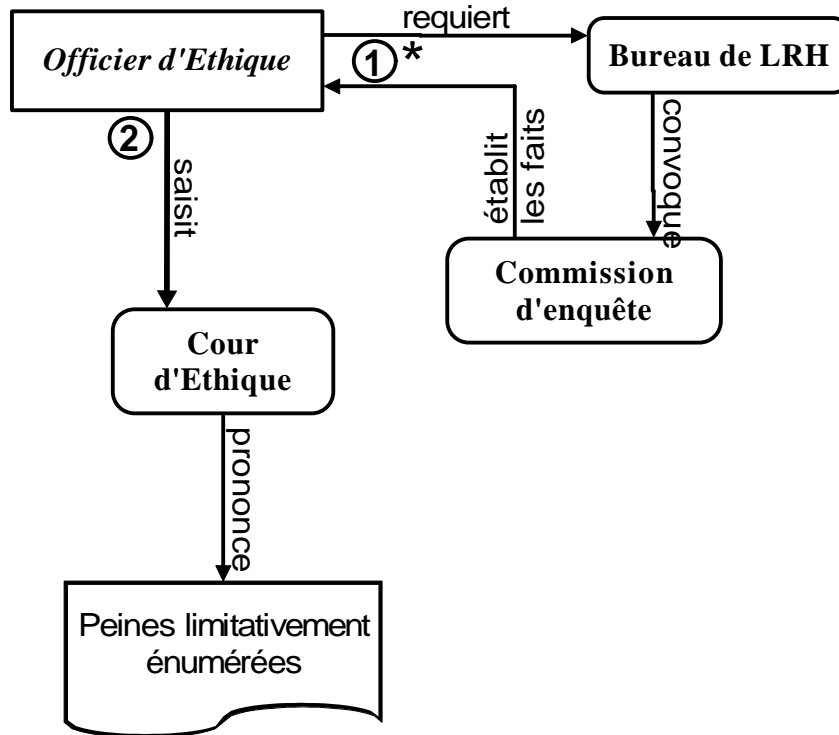 requiert
Officier d'Ethique
1 *
Bureau de LRH
2
saisit
établit
les faits
convoque
Commission
d'enquête
Cour
d'Ethique
prononce
Peines limitativement
énumérées